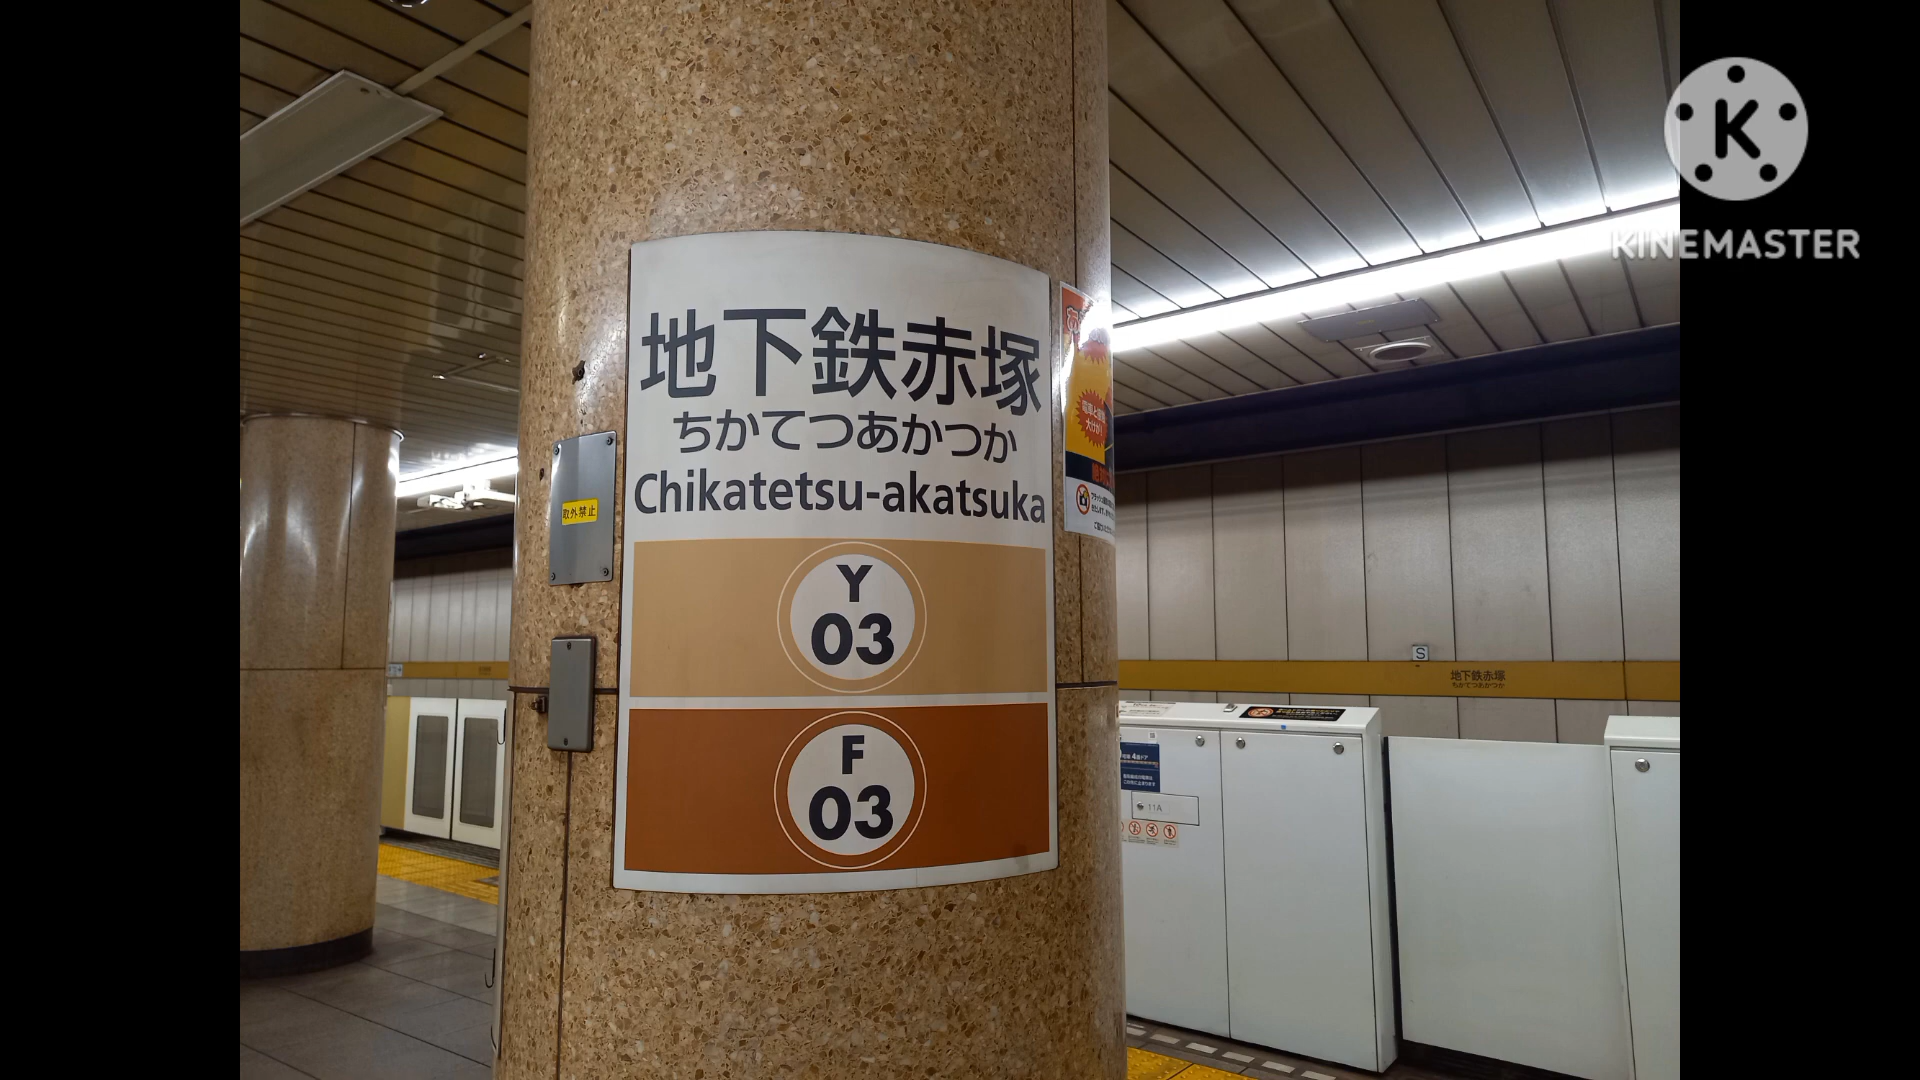 地下鉄赤塚
ちかてつあかつか
Chikatetsu-akatsuka
Y
03
F
03
取外禁止
K
KINEMASTER
S
地下鉄赤塚
ちかてつあかつか
11A